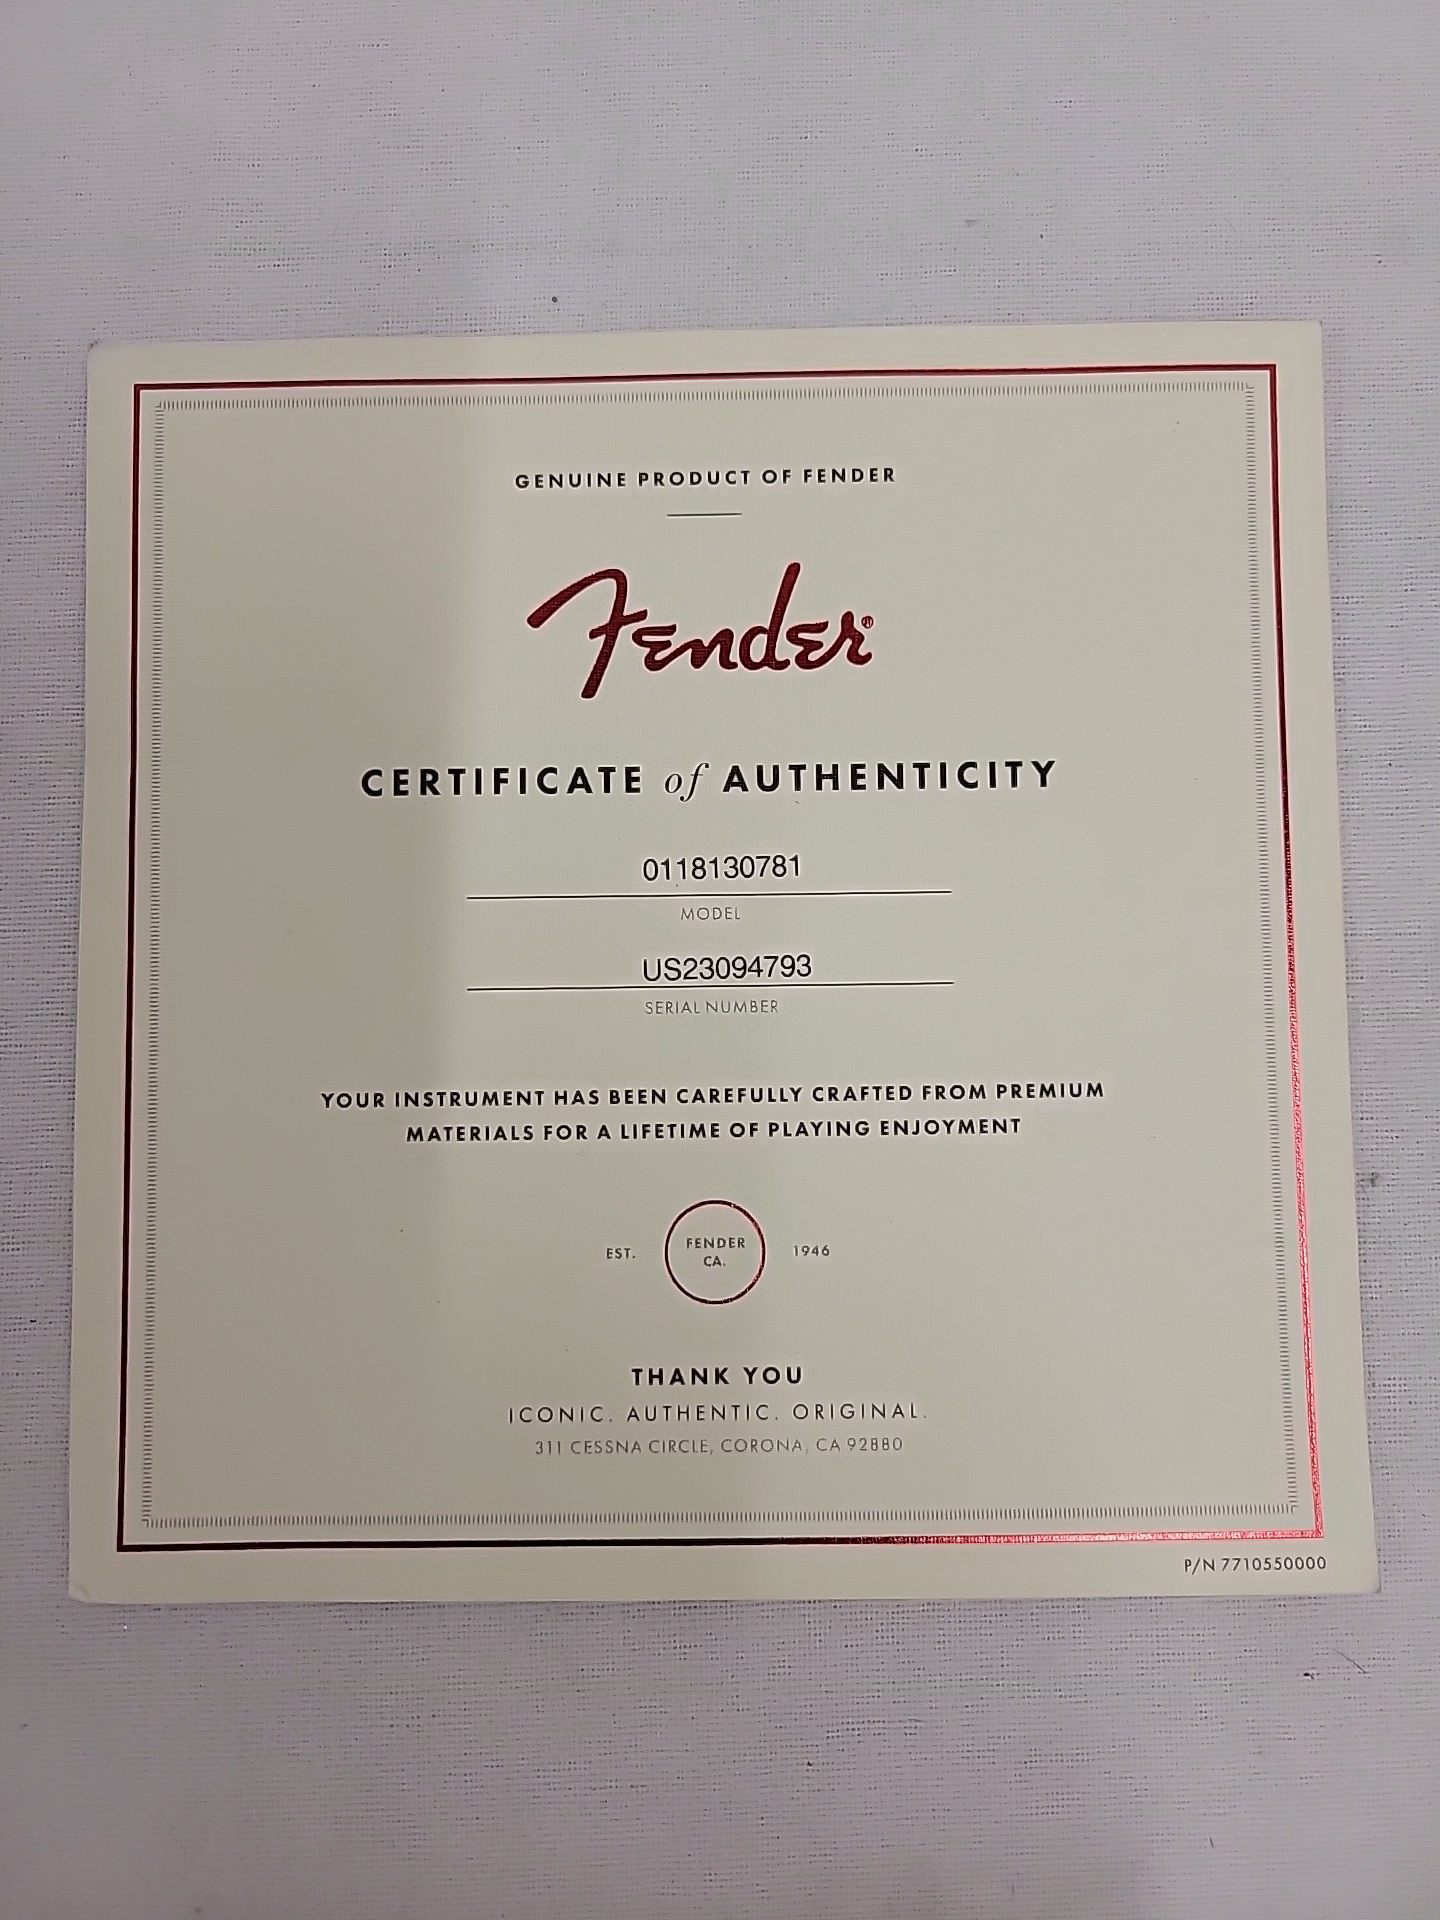 GENUINE PRODUCT OF FENDER
Fender®
CERTIFICATE of AUTHENTICITY
0118130781
MODEL
US23094793
SERIAL NUMBER
YOUR INSTRUMENT HAS BEEN CAREFULLY CRAFTED FROM PREMIUM
MATERIALS FOR A LIFETIME OF PLAYING ENJOYMENT
EST. FENDER CA. 1946
THANK YOU
ICONIC. AUTHENTIC. ORIGINAL.
311 CESSNA CIRCLE, CORONA, CA 92880
P/N 7710550000